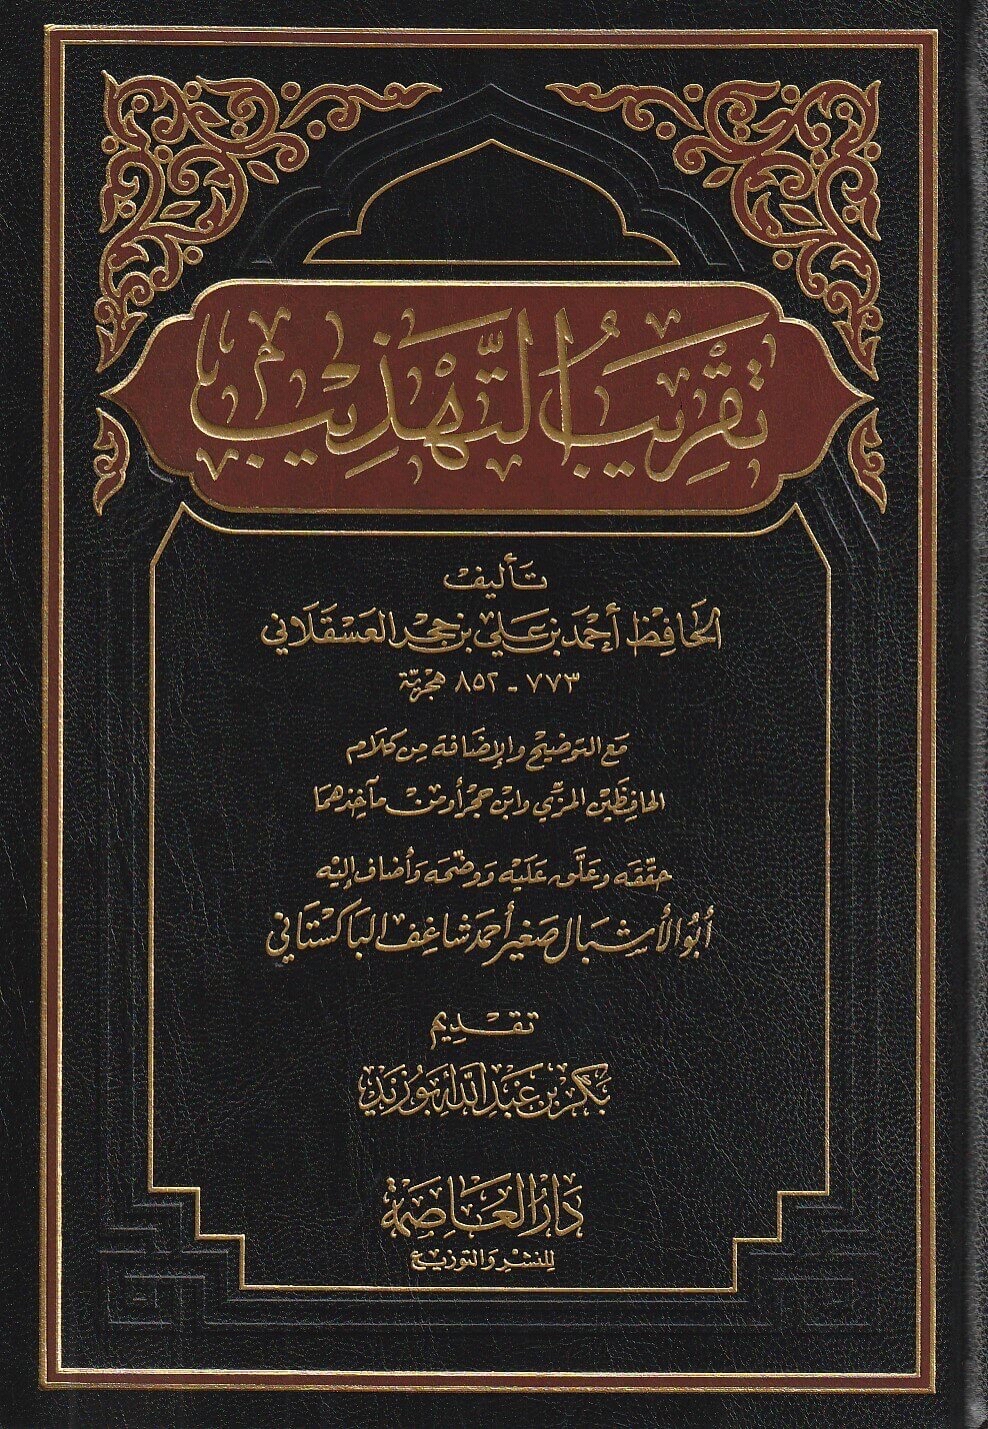 تقريب التهذيب
تأليف
الحافظ أحمد بن علي بن حجر العسقلاني
٧٧٣ - ٨٥٢ هجرية
مع التوضيح والإضافة من كلام
الحافظين المزي وابن حجر أو من مآخذهما
حققه وعلق عليه ووضحه وأضاف إليه
أبو الأشبال صغير أحمد شاغف الباكستاني
تقديم
بكر بن عبد الله أبو زيد
دار العاصمة
للنشر والتوزيع